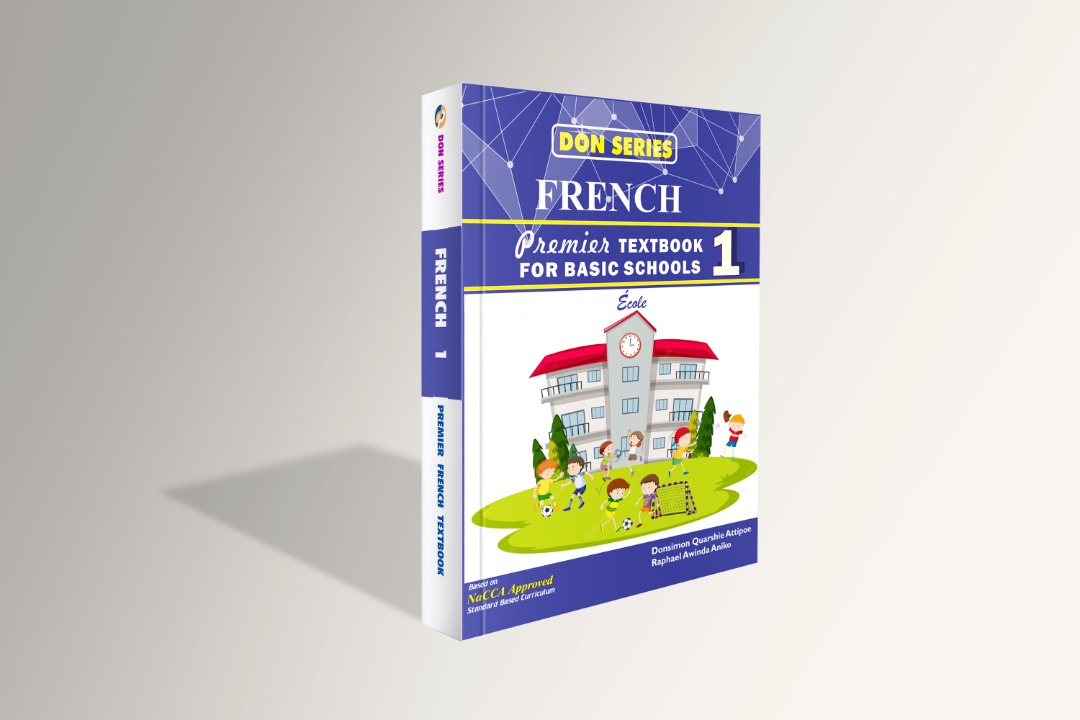 DON SERIES
FRENCH
Premier TEXTBOOK
FOR BASIC SCHOOLS
1
École
Donsimon Quarshie Attipoe
Raphael Awinda Aniko
Based on
NaCCA Approved
Standard Based Curriculum
DON SERIES
FRENCH 1
PREMIER FRENCH TEXTBOOK